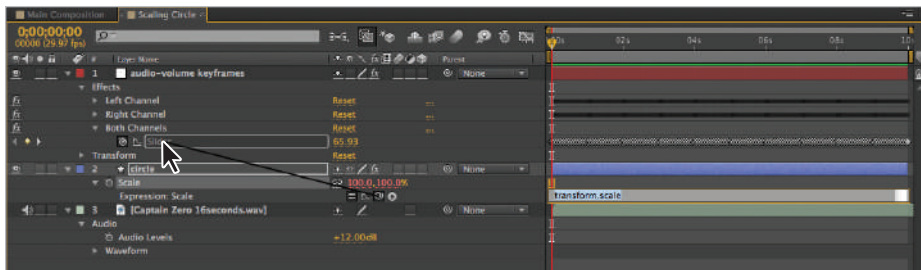 Main Composition Scaling Circle
0;00;00;00
00000 (29.97 fps)
02s 04s 06s 08s 10s
# Layer Name Parent
1 audio-volume keyframes None
Effects
Left Channel Reset
Right Channel Reset
Both Channels Reset
Slider 65.93
Transform Reset
2 circle None
Scale 100.0,100.0%
Expression: Scale transform.scale
3 [Captain Zero 16seconds.wav] None
Audio
Audio Levels +12.00dB
Waveform